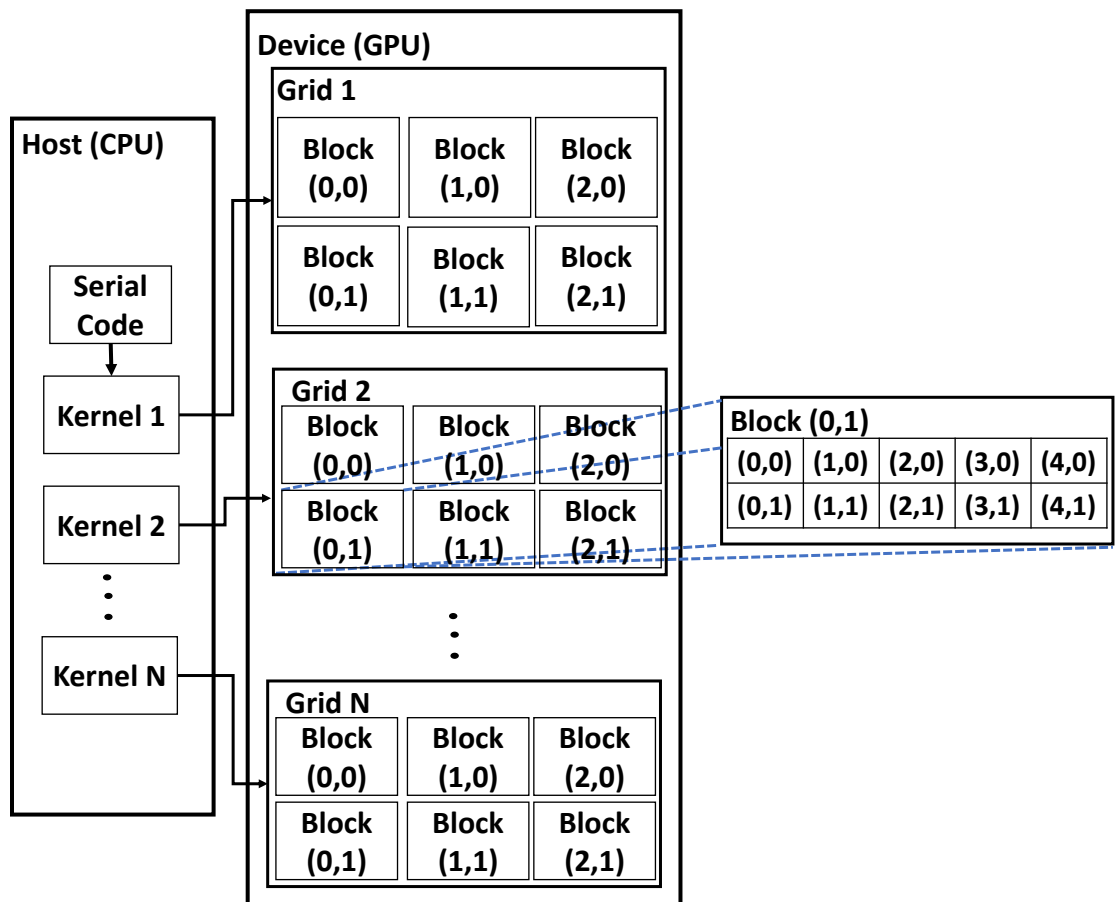 Device (GPU)
Grid 1
Block
(0,0)
Block
(1,0)
Block
(2,0)
Block
(0,1)
Block
(1,1)
Block
(2,1)
Host (CPU)
Serial
Code
Kernel 1
Kernel 2
Kernel N
Grid 2
Block
(0,0)
Block
(1,0)
Block
(2,0)
Block
(0,1)
Block
(1,1)
Block
(2,1)
Block (0,1)
(0,0) (1,0) (2,0) (3,0) (4,0)
(0,1) (1,1) (2,1) (3,1) (4,1)
Grid N
Block
(0,0)
Block
(1,0)
Block
(2,0)
Block
(0,1)
Block
(1,1)
Block
(2,1)